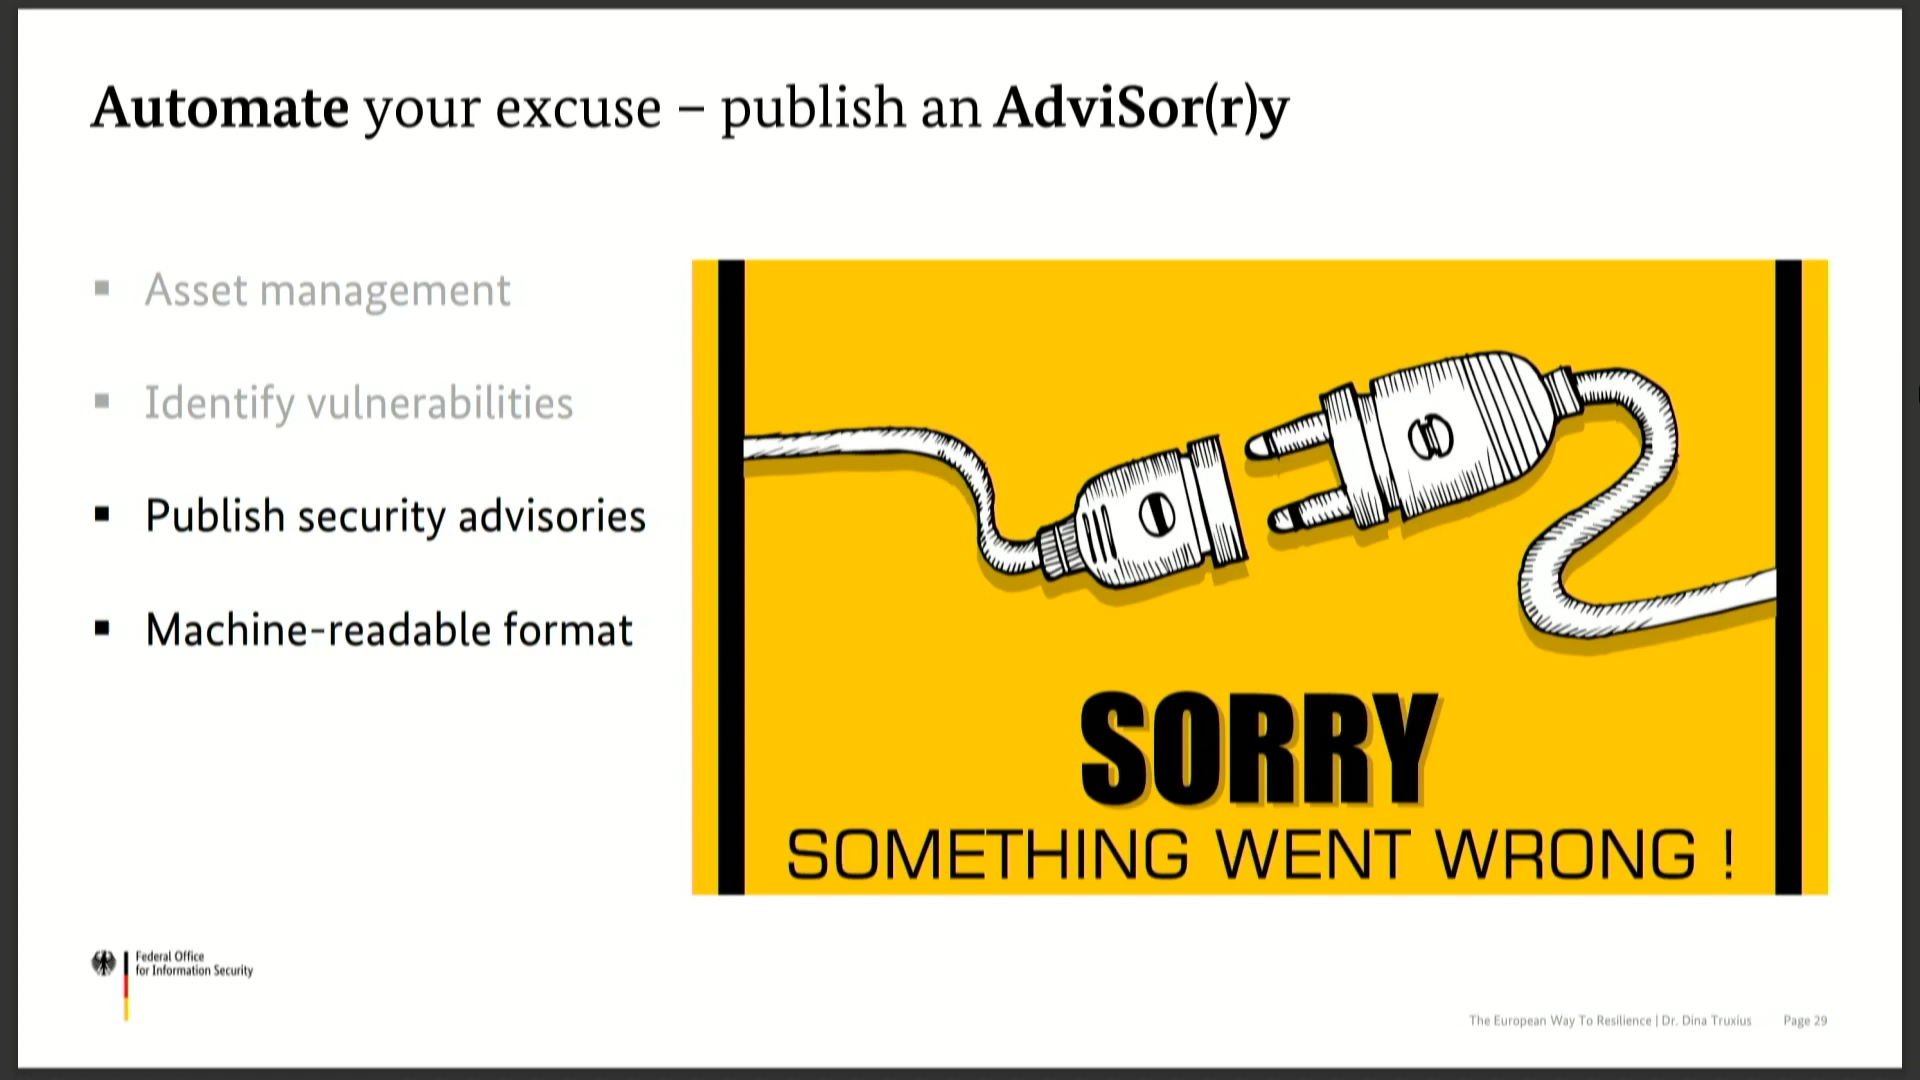 Automate your excuse – publish an AdviSor(r)y
Asset management
Identify vulnerabilities
Publish security advisories
Machine-readable format
SORRY
SOMETHING WENT WRONG !
Federal Office
for Information Security
The European Way To Resilience | Dr. Dina Truxius Page 29